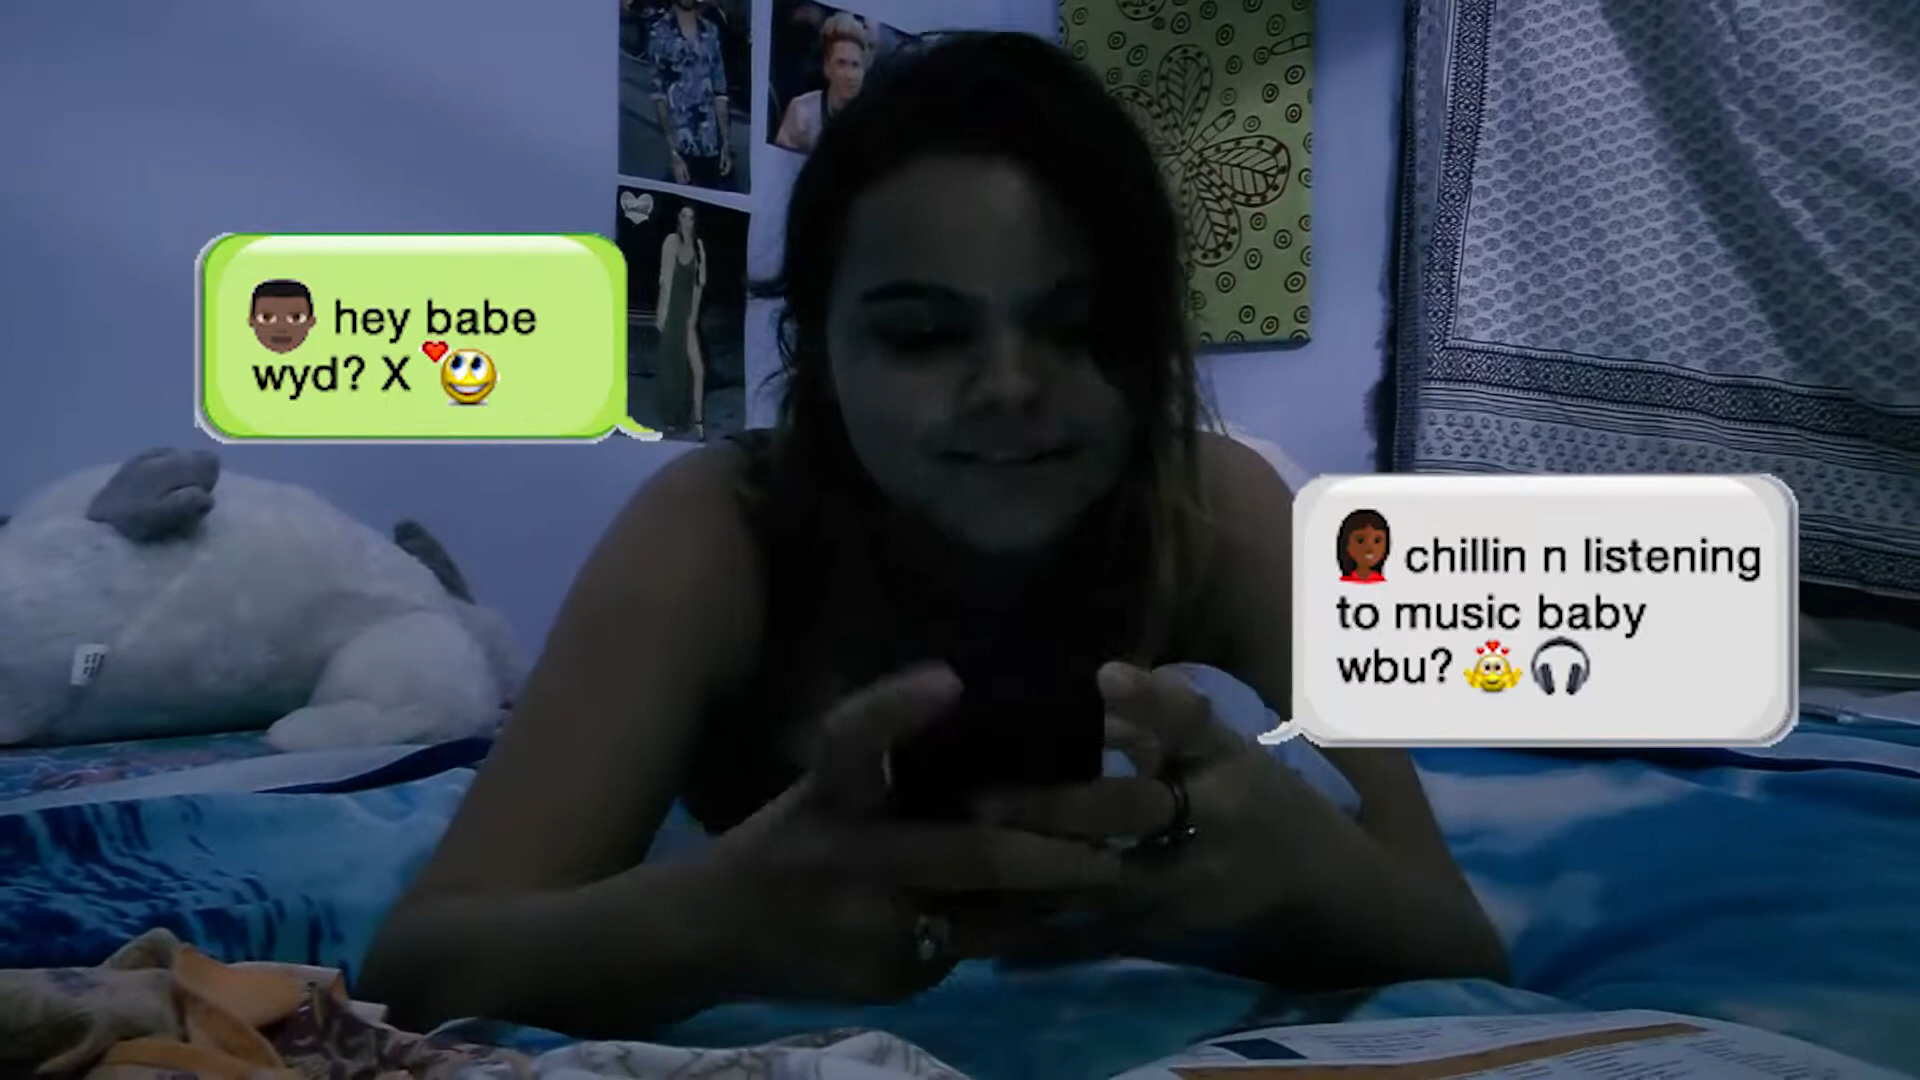 hey babe
wyd? X
chillin n listening
to music baby
wbu?